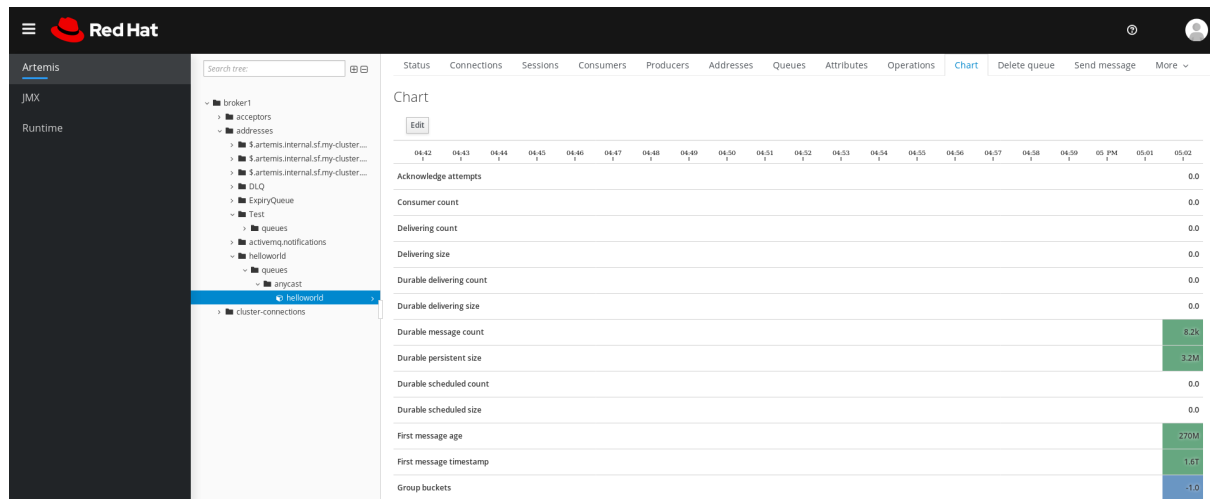 Red Hat
Artemis
JMX
Runtime
Search tree:
broker1
acceptors
addresses
$.artemis.internal.sf.my-cluster....
$.artemis.internal.sf.my-cluster....
$.artemis.internal.sf.my-cluster....
DLQ
ExpiryQueue
Test
queues
activemq.notifications
helloworld
queues
anycast
helloworld
cluster-connections
Status Connections Sessions Consumers Producers Addresses Queues Attributes Operations Chart Delete queue Send message More
Chart
Edit
04:42 04:43 04:44 04:45 04:46 04:47 04:48 04:49 04:50 04:51 04:52 04:53 04:54 04:55 04:56 04:57 04:58 04:59 05 PM 05:01 05:02
Acknowledge attempts 0.0
Consumer count 0.0
Delivering count 0.0
Delivering size 0.0
Durable delivering count 0.0
Durable delivering size 0.0
Durable message count 8.2k
Durable persistent size 3.2M
Durable scheduled count 0.0
Durable scheduled size 0.0
First message age 270M
First message timestamp 1.6T
Group buckets -1.0